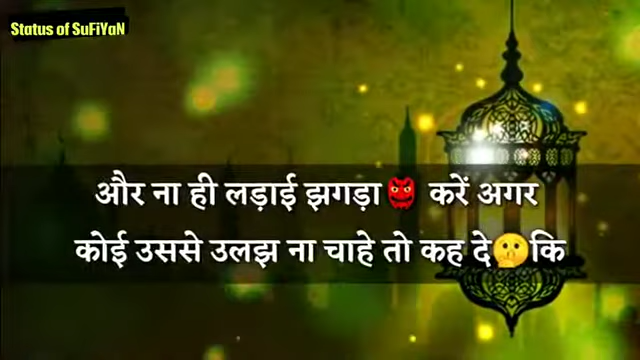 Status of SuFiYaN
और ना ही लड़ाई झगड़ा👹 करें अगर
कोई उससे उलझ ना चाहे तो कह दे🤫कि